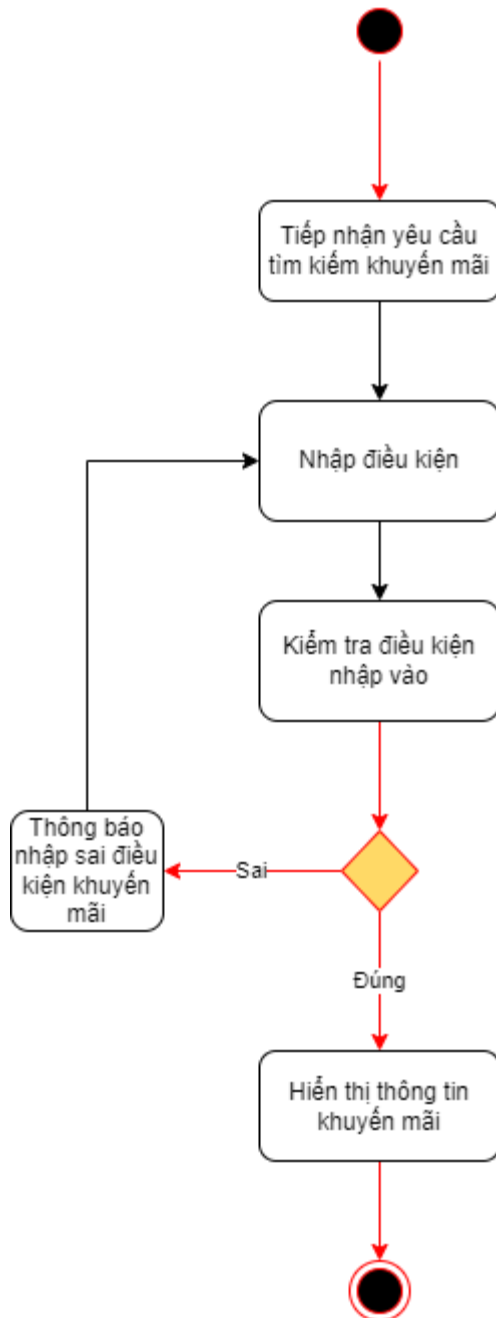 Tiếp nhận yêu cầu
tìm kiếm khuyến mãi
Nhập điều kiện
Kiểm tra điều kiện
nhập vào
Thông báo
nhập sai điều
kiện khuyến
mãi
Sai
Đúng
Hiển thị thông tin
khuyến mãi